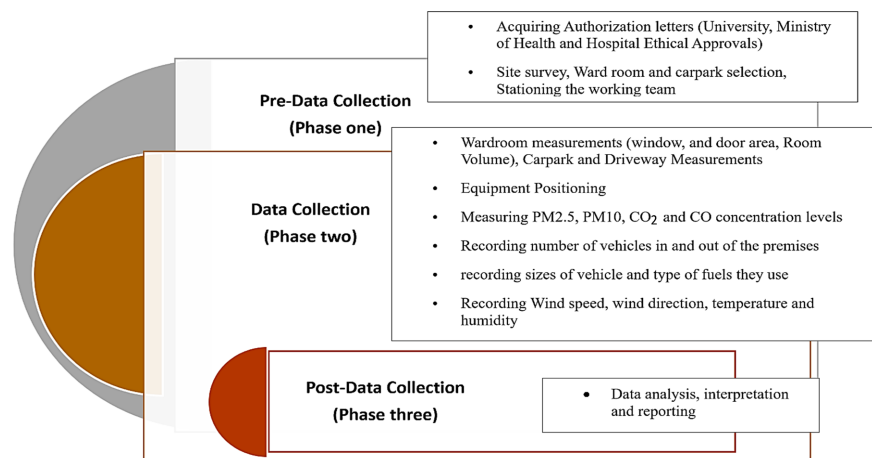 • Acquiring Authorization letters (University, Ministry
of Health and Hospital Ethical Approvals)
• Site survey, Ward room and carpark selection,
Stationing the working team
Pre-Data Collection
(Phase one)
• Wardroom measurements (window, and door area, Room
Volume), Carpark and Driveway Measurements
• Equipment Positioning
• Measuring PM2.5, PM10, CO₂ and CO concentration levels
• Recording number of vehicles in and out of the premises
• recording sizes of vehicle and type of fuels they use
• Recording Wind speed, wind direction, temperature and
humidity
Data Collection
(Phase two)
Post-Data Collection
(Phase three)
• Data analysis, interpretation
and reporting